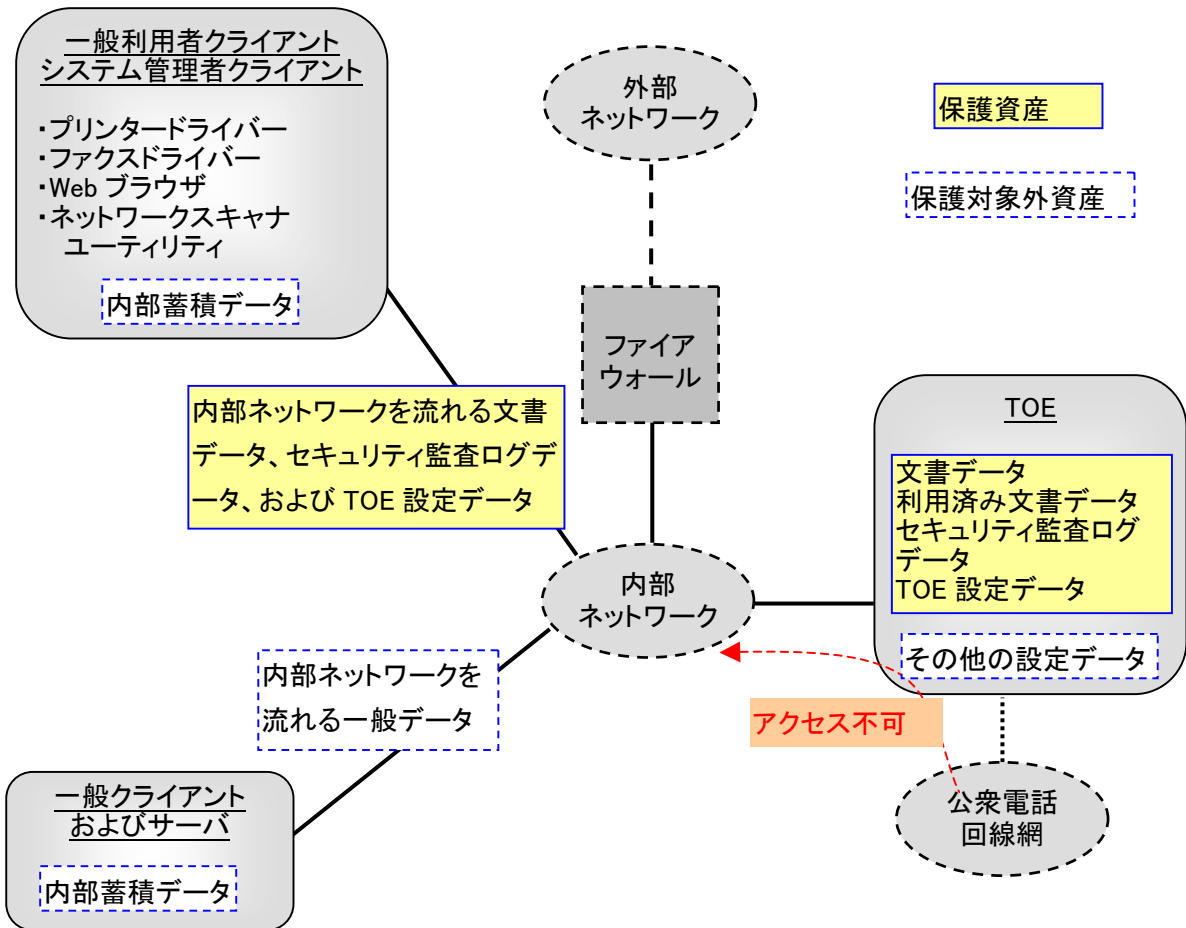 一般利用者クライアント
システム管理者クライアント
・プリンタードライバー
・ファクスドライバー
・Web ブラウザ
・ネットワークスキャナ
ユーティリティ
内部蓄積データ
外部
ネットワーク
保護資産
保護対象外資産
ファイア
ウォール
内部ネットワークを流れる文書
データ、セキュリティ監査ログデ
ータ、および TOE 設定データ
TOE
文書データ
利用済み文書データ
セキュリティ監査ログ
データ
TOE 設定データ
その他の設定データ
内部
ネットワーク
内部ネットワークを
流れる一般データ
アクセス不可
公衆電話
回線網
一般クライアント
およびサーバ
内部蓄積データ